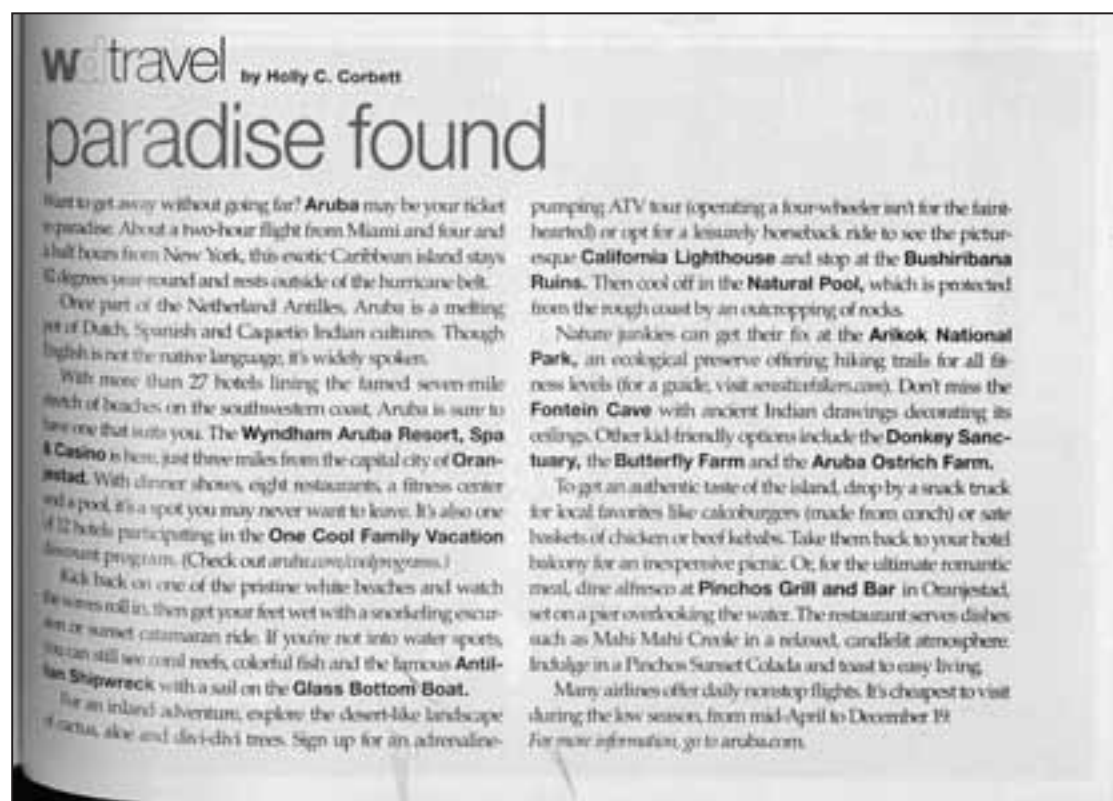 wd travel by Holly C. Corbett
paradise found
Want to get away without going far? Aruba may be your ticket
to paradise. About a two-hour flight from Miami and four and
a half hours from New York, this exotic Caribbean island stays
82 degrees year-round and rests outside of the hurricane belt.
Once part of the Netherland Antilles, Aruba is a melting
pot of Dutch, Spanish and Caquetio Indian cultures. Though
English is not the native language, it's widely spoken.
With more than 27 hotels lining the famed seven-mile
stretch of beaches on the southwestern coast, Aruba is sure to
have one that suits you. The Wyndham Aruba Resort, Spa
& Casino is here, just three miles from the capital city of Oran-
jestad. With dinner shows, eight restaurants, a fitness center
and a pool, it's a spot you may never want to leave. It's also one
of 12 hotels participating in the One Cool Family Vacation
discount program. (Check out
Kick back on one of the pristine white beaches and watch
the waves roll in, then get your feet wet with a snorkeling excur-
sion or sunset catamaran ride. If you're not into water sports,
you can still see coral reefs, colorful fish and the famous Antil-
lian Shipwreck with a sail on the Glass Bottom Boat.
For an inland adventure, explore the desert-like landscape
of cactus, aloe and divi-divi trees. Sign up for an adrenaline-
pumping ATV tour (operating a four-wheeler isn't for the faint-
hearted) or opt for a leisurely horseback ride to see the pictur-
esque California Lighthouse and stop at the Bushiribana
Ruins. Then cool off in the Natural Pool, which is protected
from the rough coast by an outcropping of rocks.
Nature junkies can get their fix at the Arikok National
Park, an ecological preserve offering hiking trails for all fit-
ness levels (for a guide, visit Don't miss the
Fontein Cave with ancient Indian drawings decorating its
ceilings. Other kid-friendly options include the Donkey Sanc-
tuary, the Butterfly Farm and the Aruba Ostrich Farm.
To get an authentic taste of the island, drop by a snack truck
for local favorites like calcoburgers (made from conch) or sate
baskets of chicken or beef kebabs. Take them back to your hotel
balcony for an inexpensive picnic. Or, for the ultimate romantic
meal, dine alfresco at Pinchos Grill and Bar in Oranjestad,
set on a pier overlooking the water. The restaurant serves dishes
such as Mahi Mahi Creole in a relaxed, candlelit atmosphere.
Indulge in a Pinchos Sunset Colada and toast to easy living.
Many airlines offer daily nonstop flights. It's cheapest to visit
during the low season, from mid-April to December 19.
For more information, go to aruba.com.